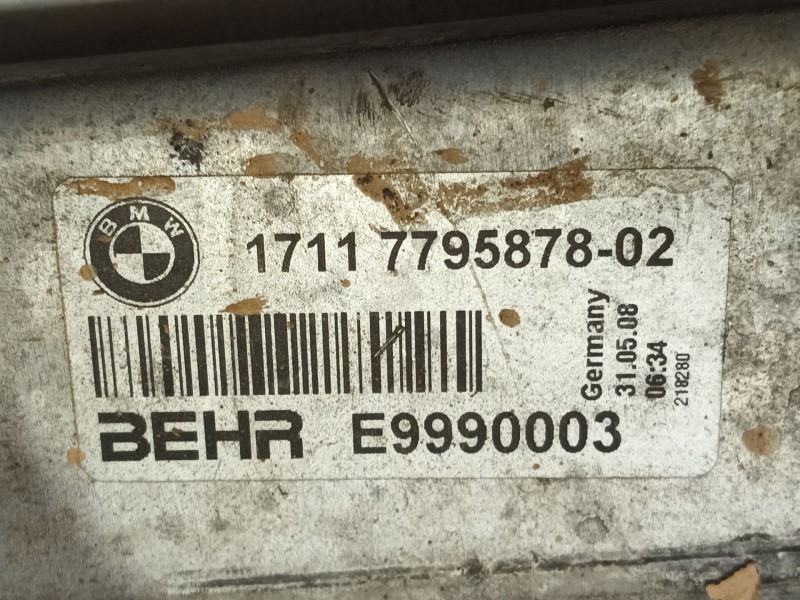 BMW
1711 7795878-02
Germany
31.05.08
06:34
218280
BEHR E9990003